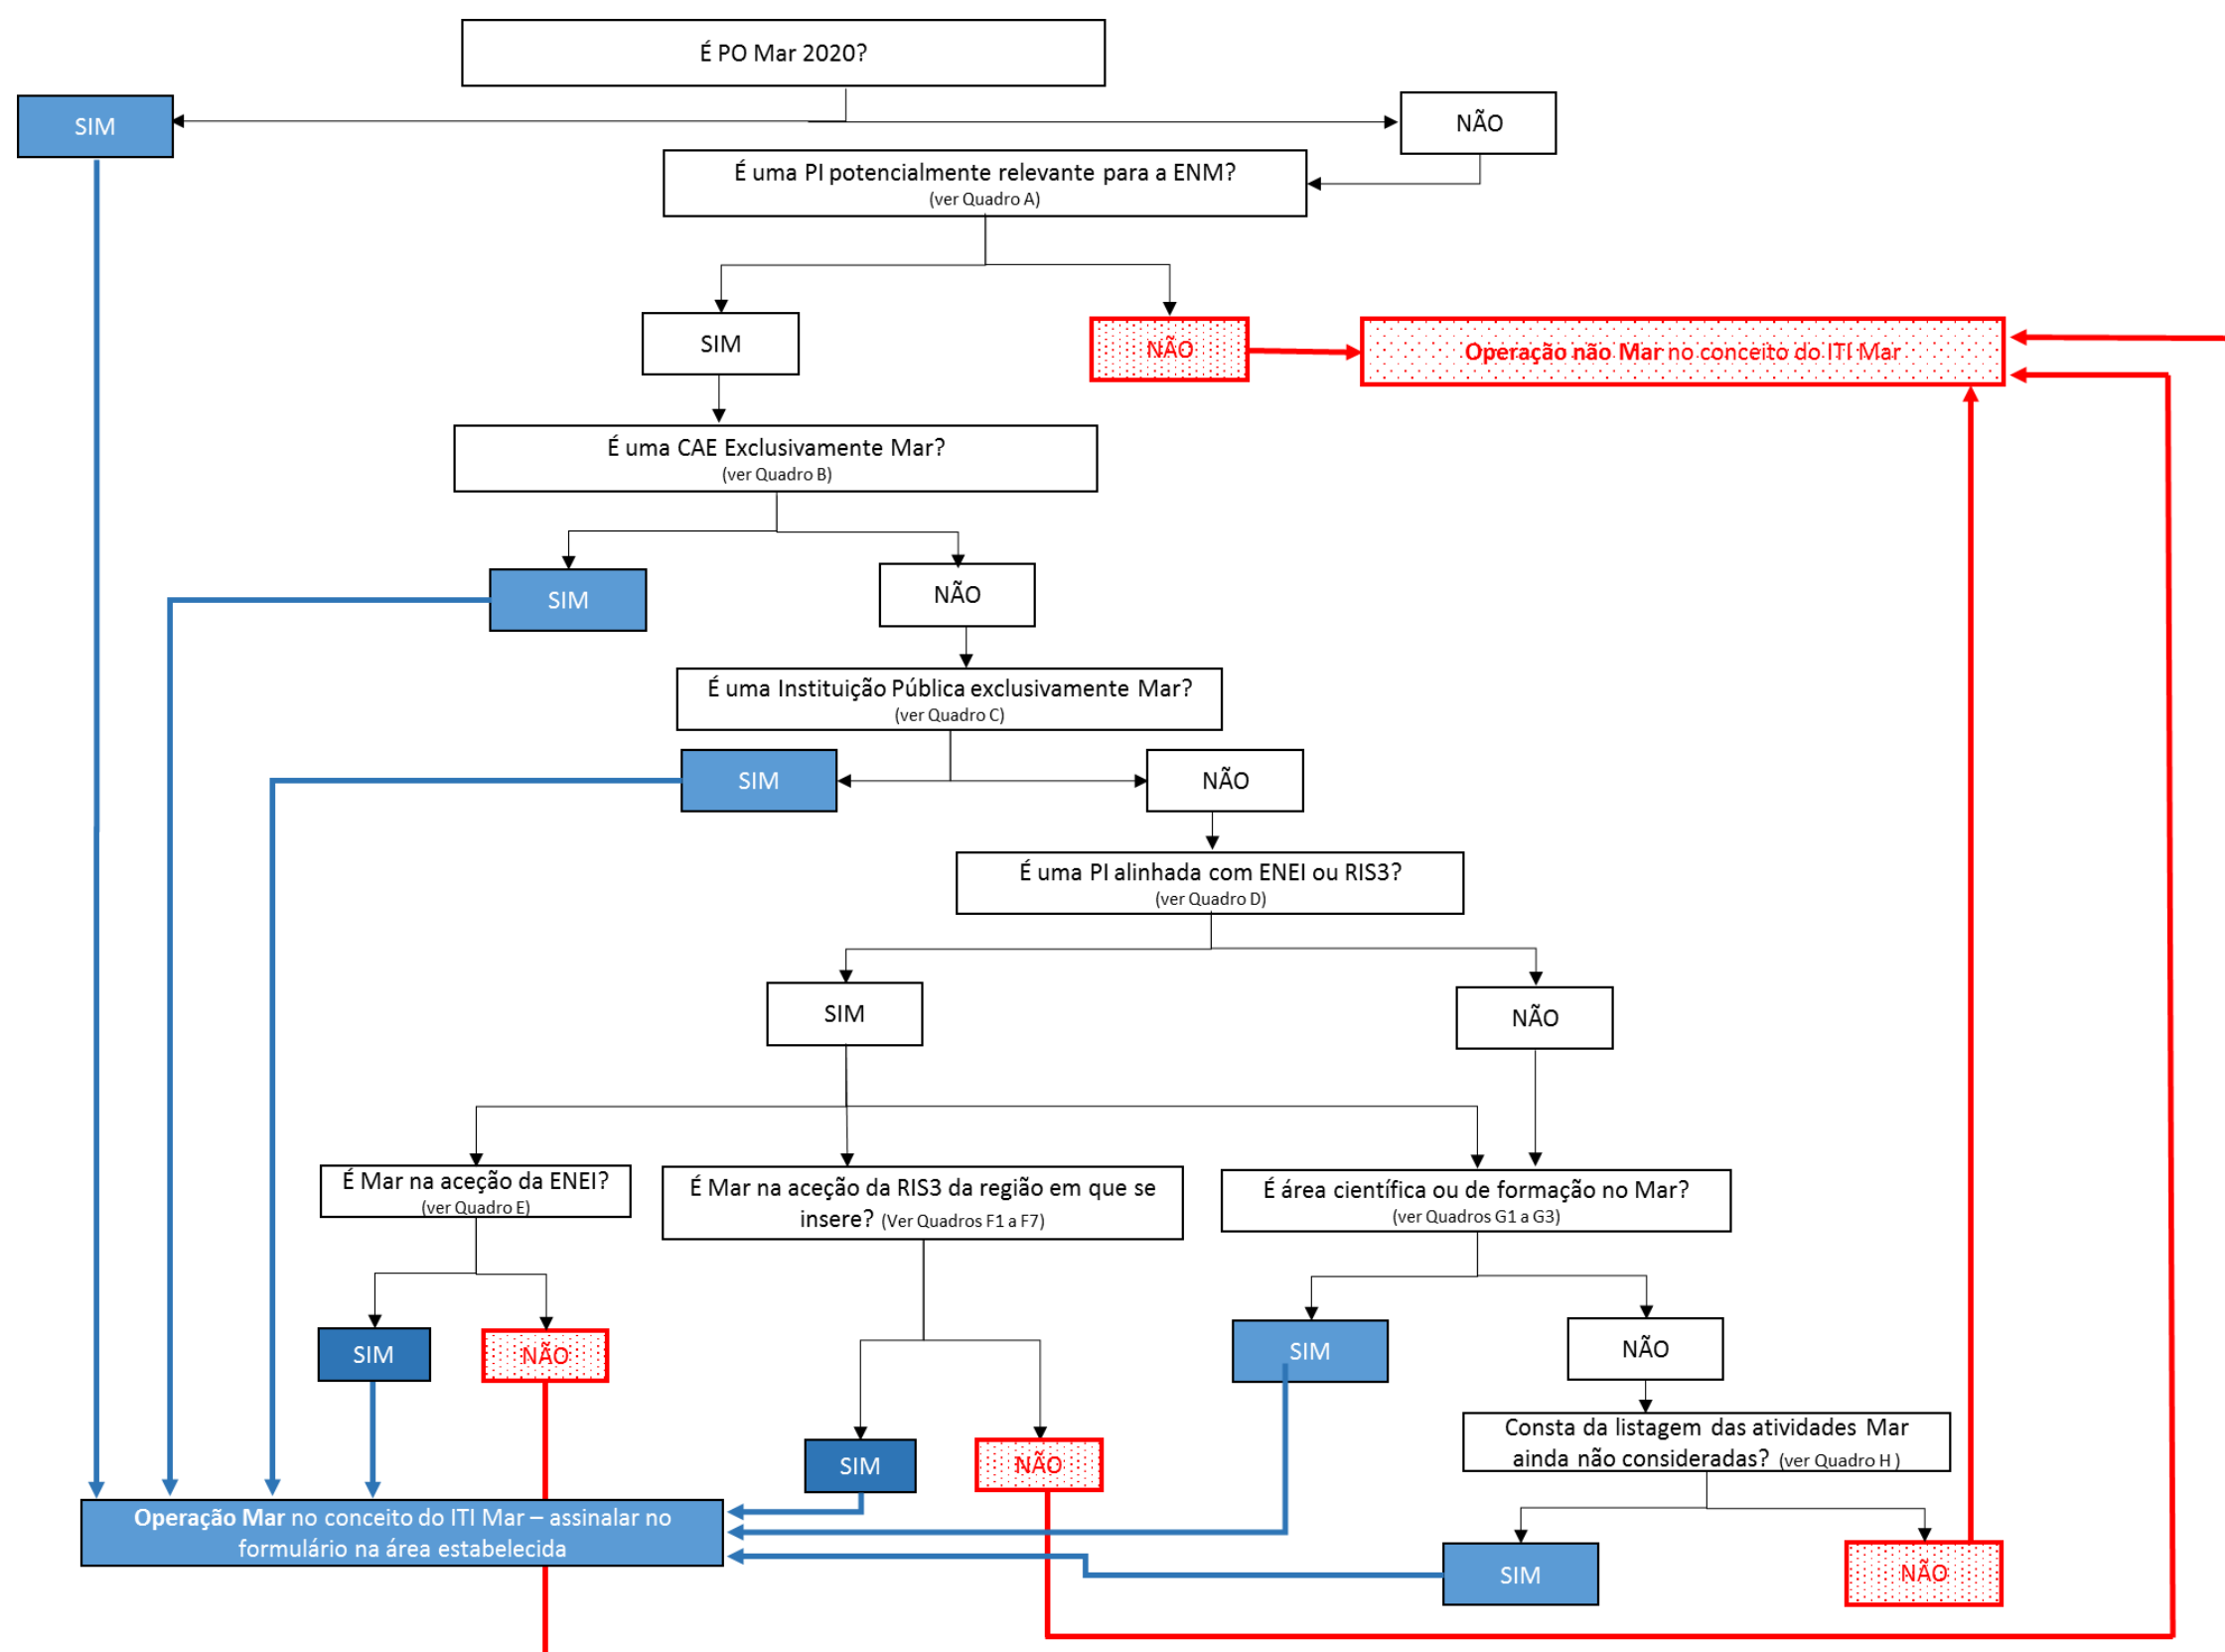 É PO Mar 2020?
SIM
NÃO
É uma PI potencialmente relevante para a ENM?
(ver Quadro A)
SIM
NÃO
Operação não Mar no conceito do ITI Mar
É uma CAE Exclusivamente Mar?
(ver Quadro B)
SIM
NÃO
É uma Instituição Pública exclusivamente Mar?
(ver Quadro C)
SIM
NÃO
É uma PI alinhada com ENEI ou RIS3?
(ver Quadro D)
SIM
NÃO
É Mar na aceção da ENEI?
(ver Quadro E)
É Mar na aceção da RIS3 da região em que se
insere? (Ver Quadros F1 a F7)
É área científica ou de formação no Mar?
(ver Quadros G1 a G3)
SIM
NÃO
SIM
NÃO
SIM
NÃO
Consta da listagem das atividades Mar
ainda não consideradas? (ver Quadro H )
Operação Mar no conceito do ITI Mar – assinalar no
formulário na área estabelecida
SIM
NÃO